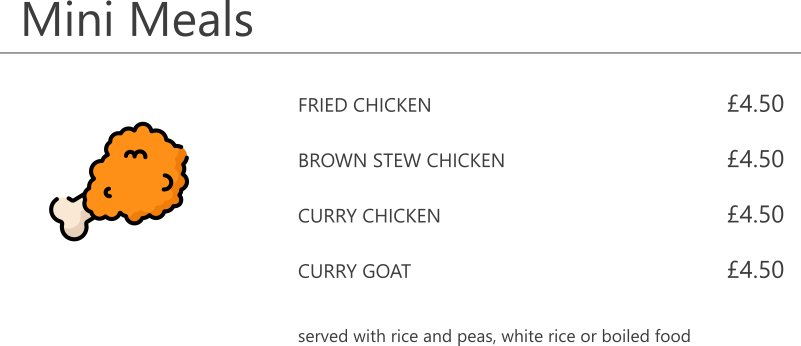 Mini Meals
FRIED CHICKEN £4.50
BROWN STEW CHICKEN £4.50
CURRY CHICKEN £4.50
CURRY GOAT £4.50
served with rice and peas, white rice or boiled food